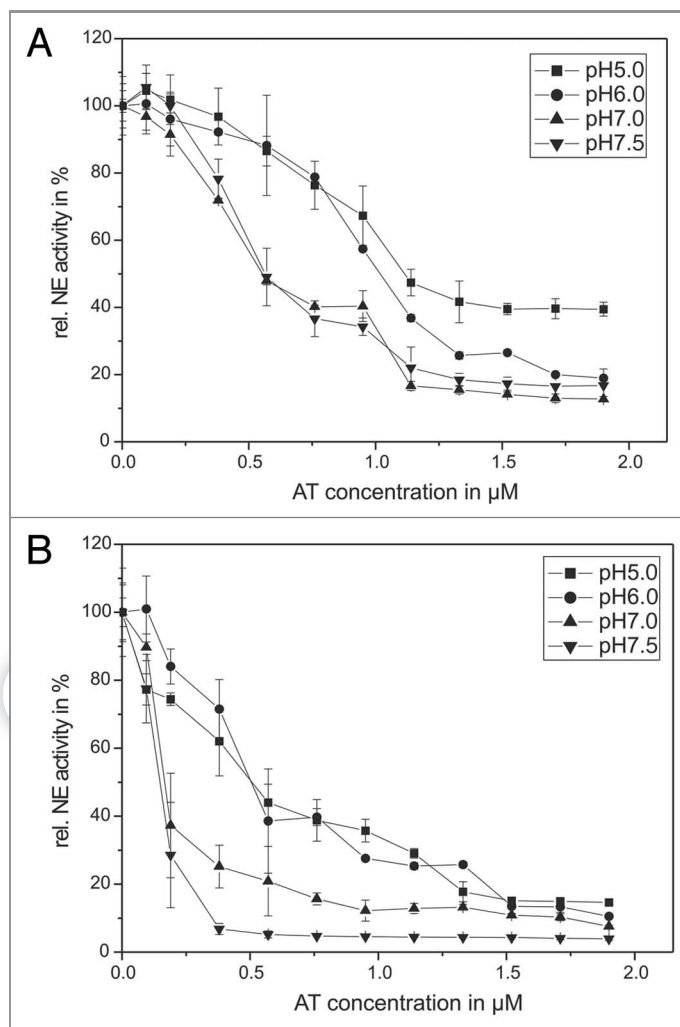 A
120
100
80
60
40
20
0
rel. NE activity in %
pH5.0
pH6.0
pH7.0
pH7.5
0.0 0.5 1.0 1.5 2.0
AT concentration in µM
B
120
100
80
60
40
20
0
rel. NE activity in %
pH5.0
pH6.0
pH7.0
pH7.5
0.0 0.5 1.0 1.5 2.0
AT concentration in µM